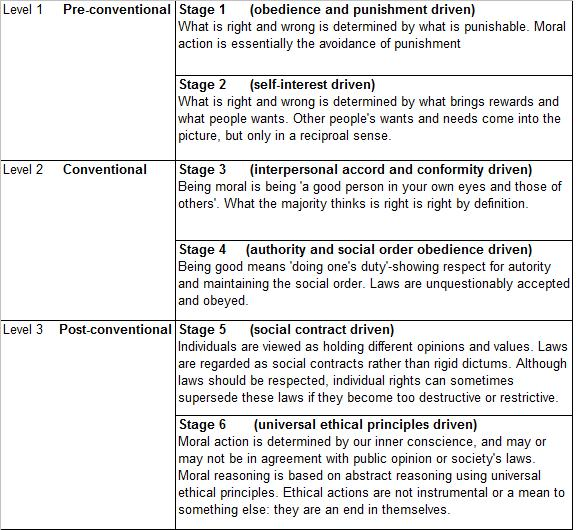 Level 1 Pre-conventional
Stage 1 (obedience and punishment driven)
What is right and wrong is determined by what is punishable. Moral
action is essentially the avoidance of punishment
Stage 2 (self-interest driven)
What is right and wrong is determined by what brings rewards and
what people wants. Other people's wants and needs come into the
picture, but only in a reciprocal sense.
Level 2 Conventional
Stage 3 (interpersonal accord and conformity driven)
Being moral is being 'a good person in your own eyes and those of
others'. What the majority thinks is right is right by definition.
Stage 4 (authority and social order obedience driven)
Being good means 'doing one's duty'-showing respect for autority
and maintaining the social order. Laws are unquestonably accepted
and obeyed.
Level 3 Post-conventional
Stage 5 (social contract driven)
Individuals are viewed as holding different opinions and values. Laws
are regarded as social contracts rather than rigid dictums. Although
laws should be respected, individual rights can sometimes
supersede these laws if they become too destructive or restrictive.
Stage 6 (universal ethical principles driven)
Moral action is determined by our inner conscience, and may or
may not be in agreement with public opinion or society's laws.
Moral reasoning is based on abstract reasoning using universal
ethical principles. Ethical actions are not instrumental or a mean to
something else: they are an end in themselves.